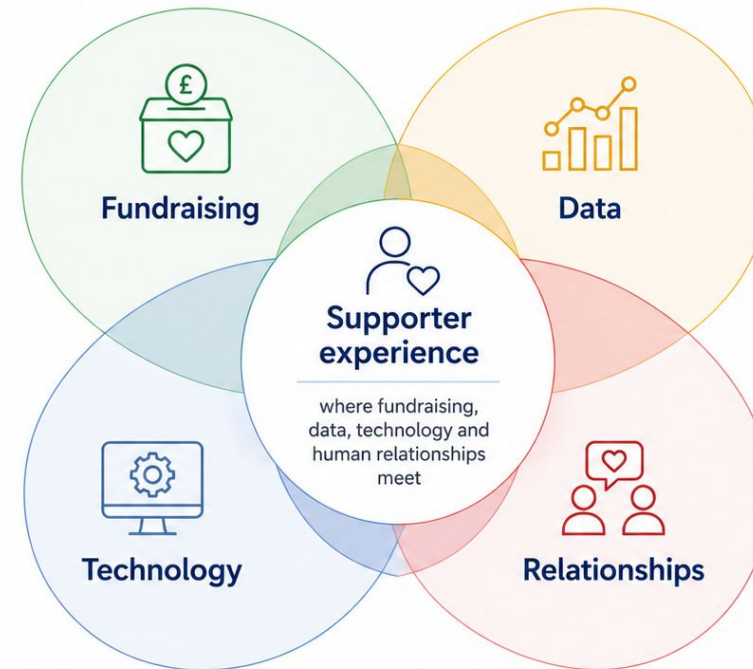 £
Fundraising
Data
Supporter
experience
where fundraising,
data, technology and
human relationships
meet
Technology
Relationships